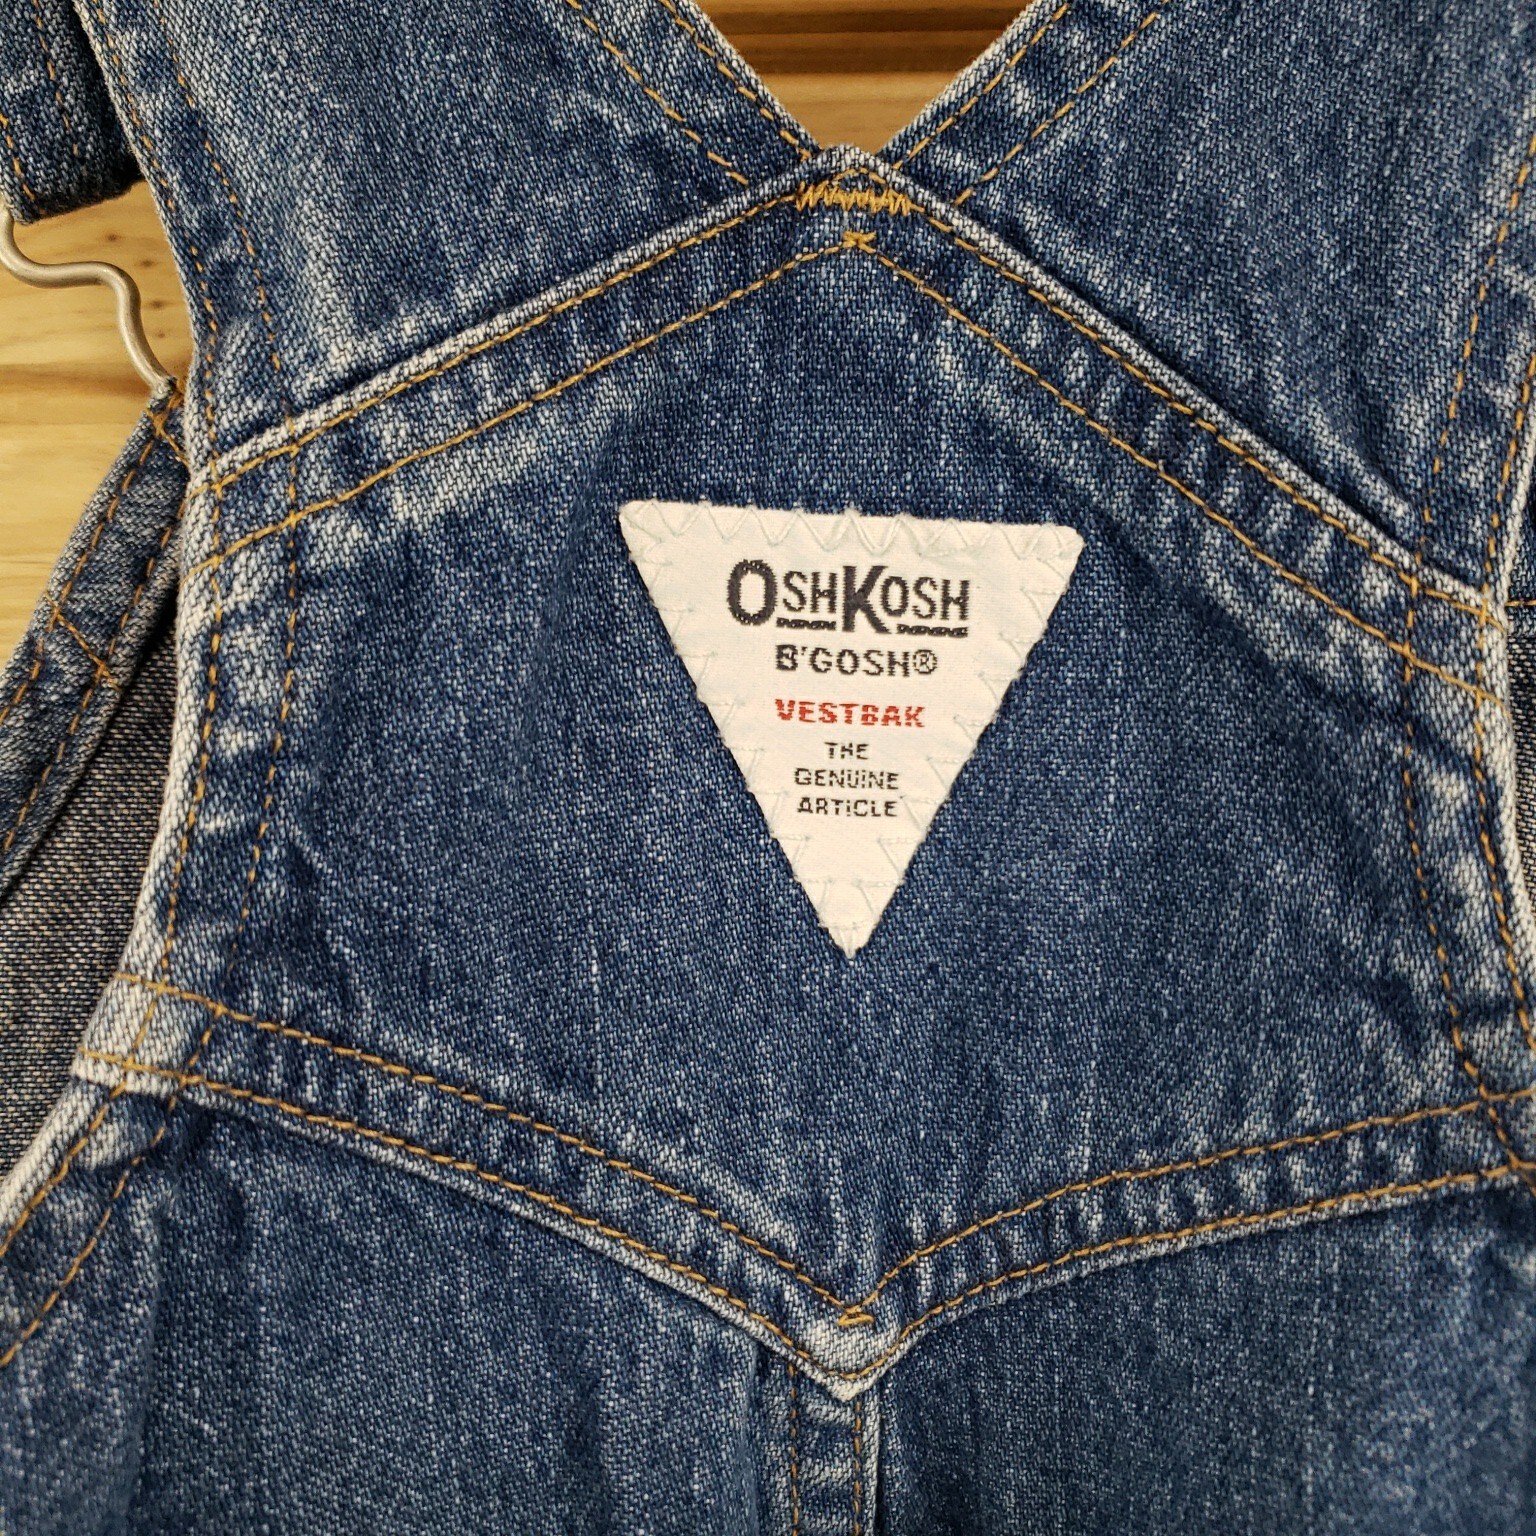 OSHKOSH
B'GOSH®
VESTBAK
THE
GENUINE
ARTICLE